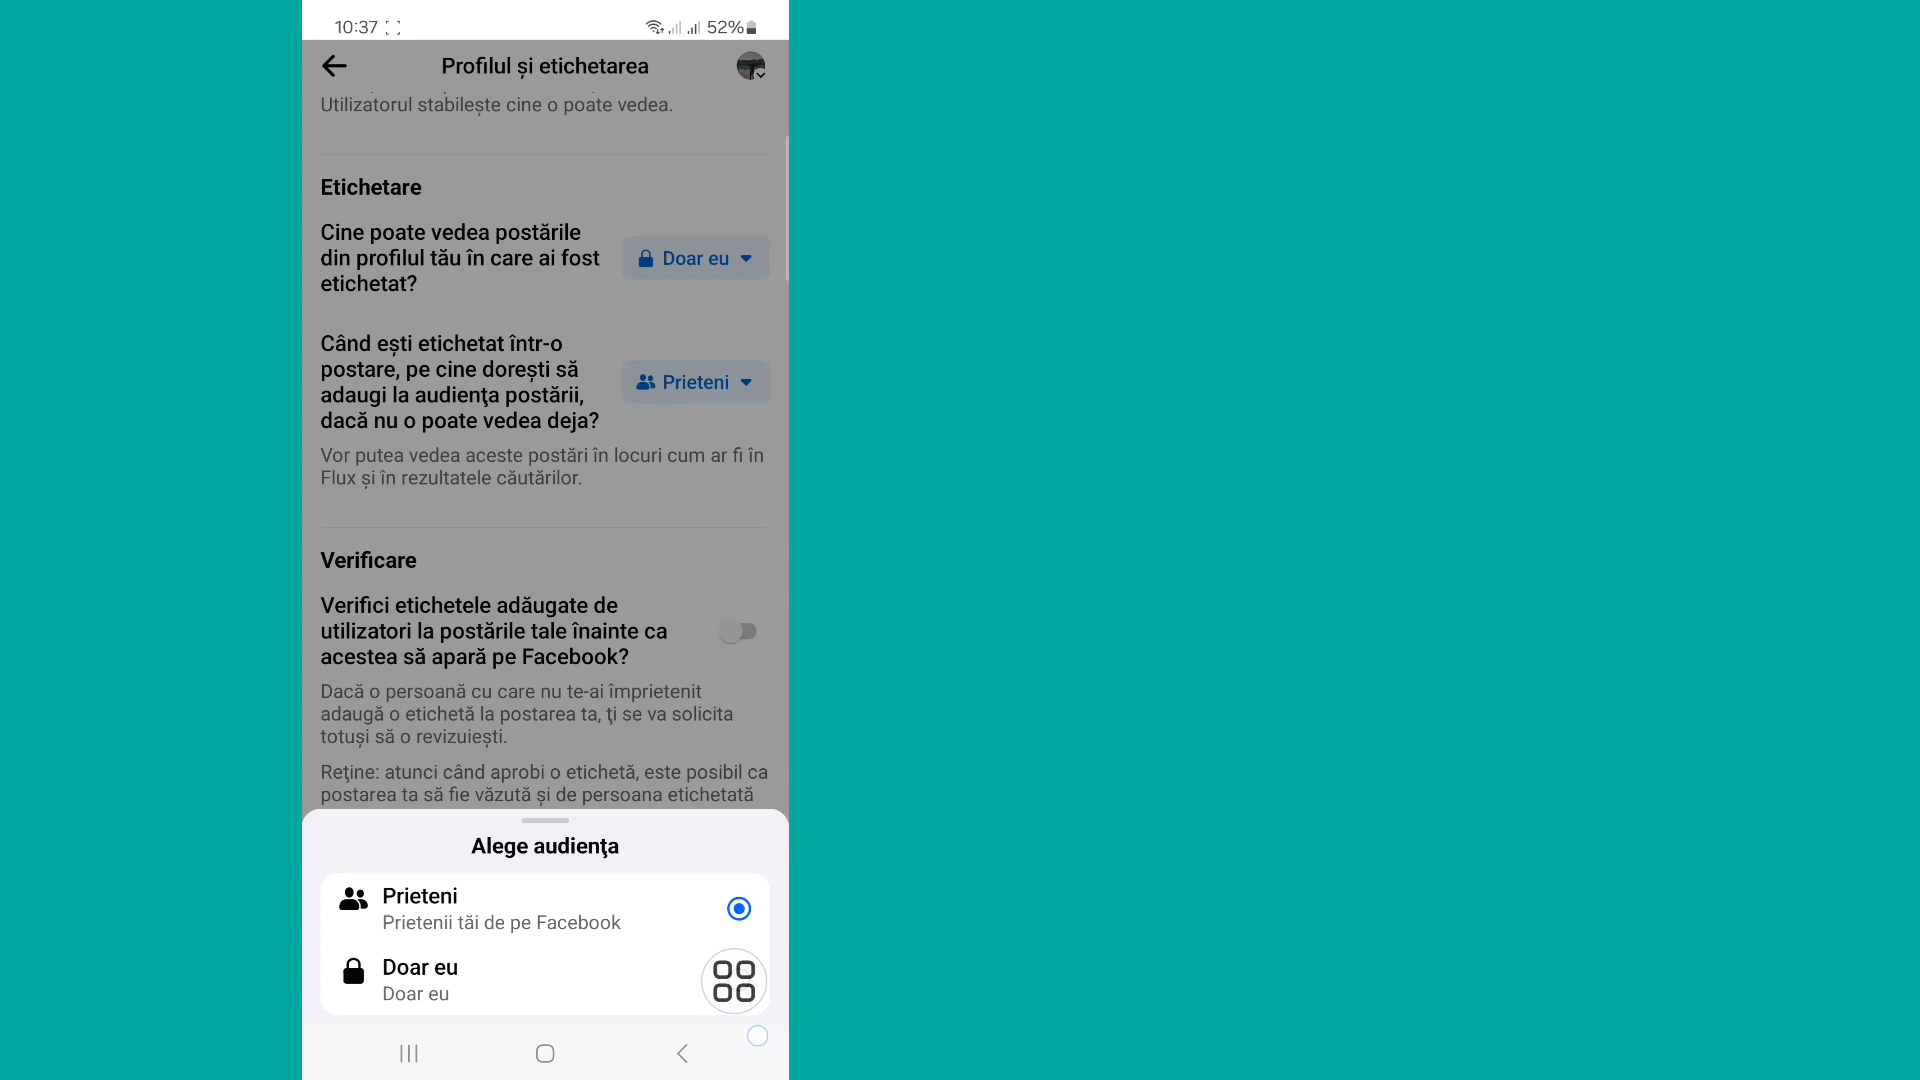 10:37
52%
Profilul și etichetarea
Utilizatorul stabilește cine o poate vedea.
Etichetare
Cine poate vedea postările
din profilul tău în care ai fost
etichetat?
Doar eu
Când ești etichetat într-o
postare, pe cine dorești să
adaugi la audienţa postării,
dacă nu o poate vedea deja?
Prieteni
Vor putea vedea aceste postări în locuri cum ar fi în
Flux și în rezultatele căutărilor.
Verificare
Verifici etichetele adăugate de
utilizatori la postările tale înainte ca
acestea să apară pe Facebook?
Dacă o persoană cu care nu te-ai împrietenit
adaugă o etichetă la postarea ta, ţi se va solicita
totuși să o revizuiești.
Reţine: atunci când aprobi o etichetă, este posibil ca
postarea ta să fie văzută și de persoana etichetată
Alege audienţa
Prieteni
Prietenii tăi de pe Facebook
Doar eu
Doar eu